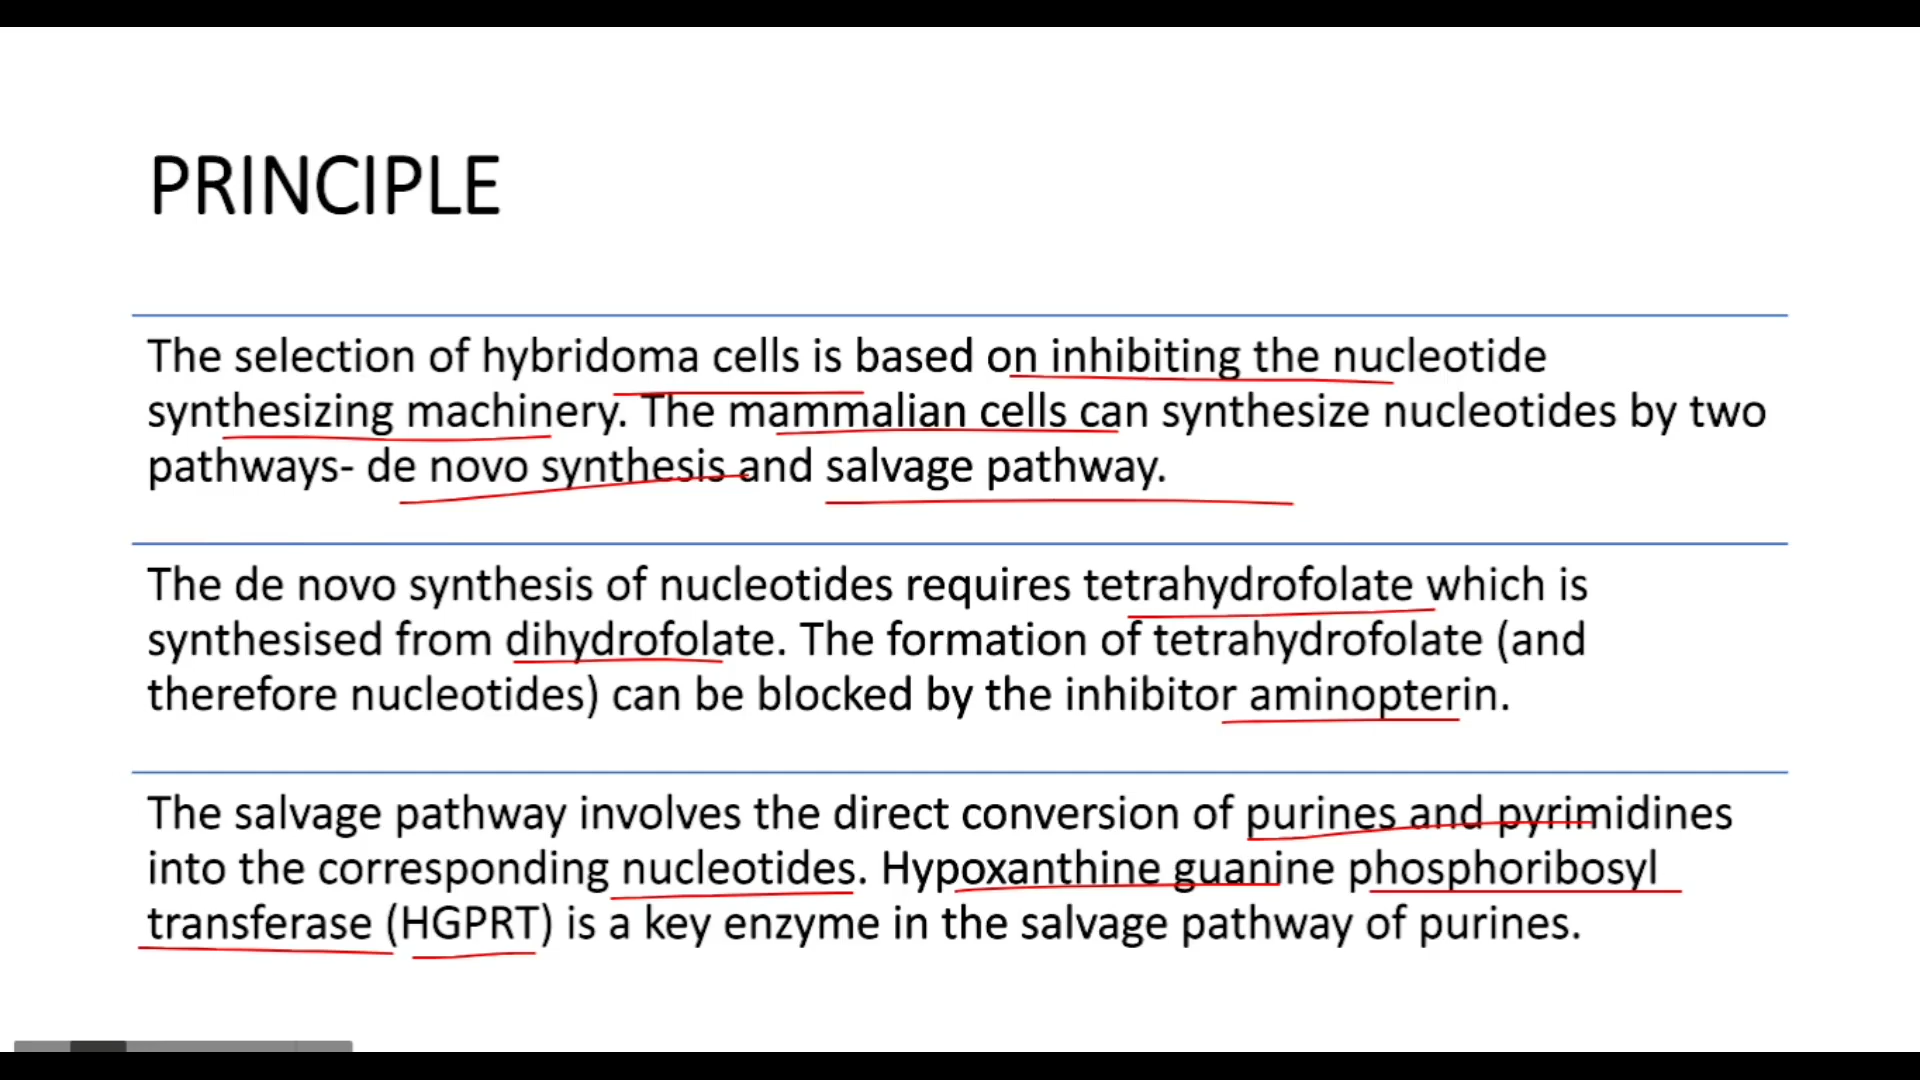 PRINCIPLE
The selection of hybridoma cells is based on inhibiting the nucleotide
synthesizing machinery. The mammalian cells can synthesize nucleotides by two
pathways- de novo synthesis and salvage pathway.
The de novo synthesis of nucleotides requires tetrahydrofolate which is
synthesised from dihydrofolate. The formation of tetrahydrofolate (and
therefore nucleotides) can be blocked by the inhibitor aminopterin.
The salvage pathway involves the direct conversion of purines and pyrimidines
into the corresponding nucleotides. Hypoxanthine guanine phosphoribosyl
transferase (HGPRT) is a key enzyme in the salvage pathway of purines.